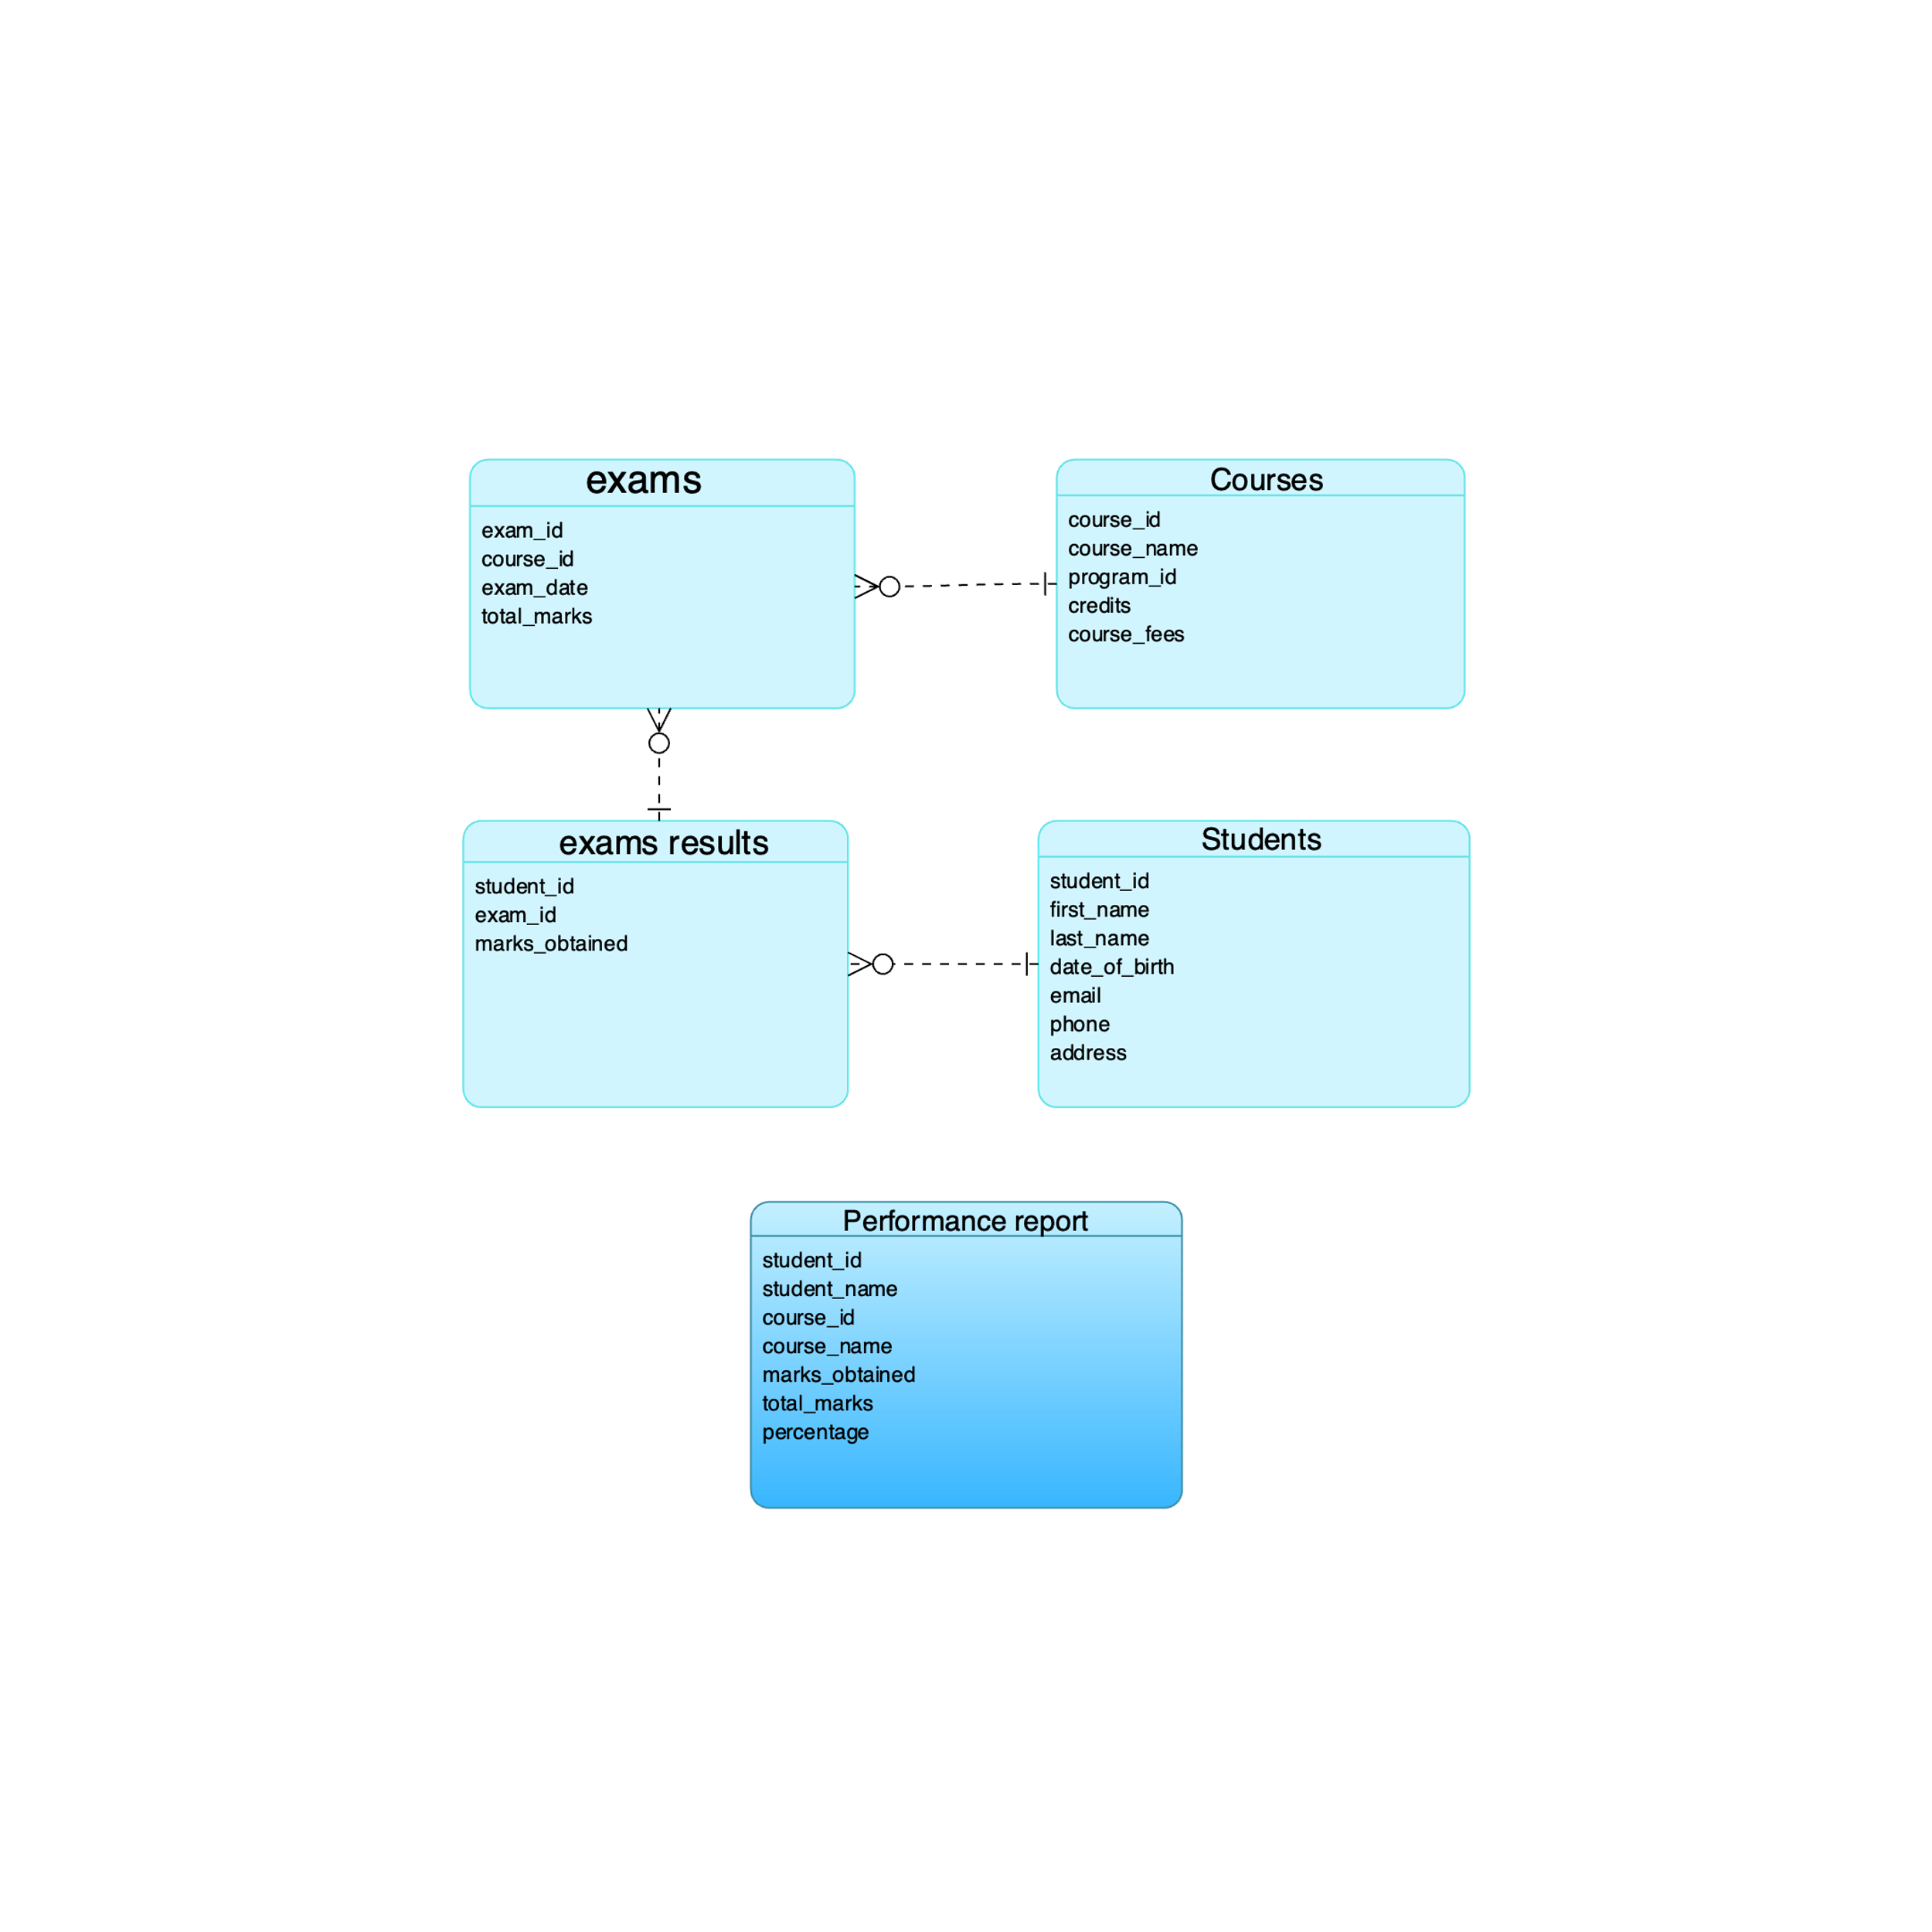 exams
exam_id
course_id
exam_date
total_marks
Courses
course_id
course_name
program_id
credits
course_fees
exams results
student_id
exam_id
marks_obtained
Students
student_id
first_name
last_name
date_of_birth
email
phone
address
Performance report
student_id
student_name
course_id
course_name
marks_obtained
total_marks
percentage